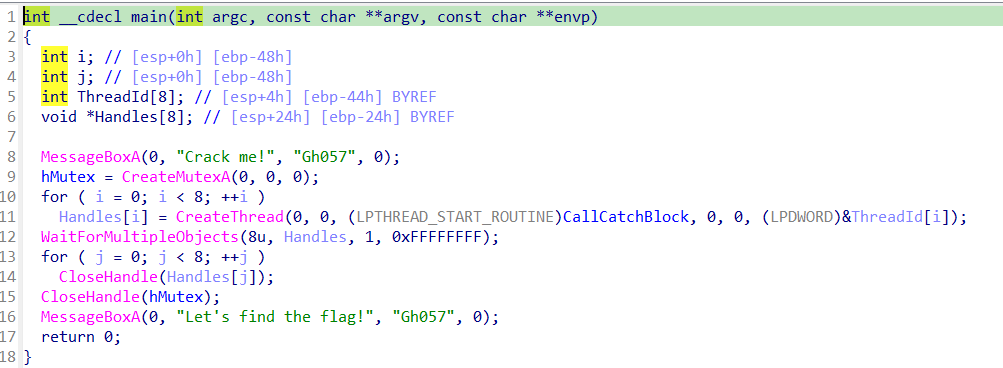 1 int __cdecl main(int argc, const char **argv, const char **envp)
2 {
3   int i; // [esp+0h] [ebp-48h]
4   int j; // [esp+0h] [ebp-48h]
5   int ThreadId[8]; // [esp+4h] [ebp-44h] BYREF
6   void *Handles[8]; // [esp+24h] [ebp-24h] BYREF
7
8   MessageBoxA(0, "Crack me!", "Gh057", 0);
9   hMutex = CreateMutexA(0, 0, 0);
10   for ( i = 0; i < 8; ++i )
11     Handles[i] = CreateThread(0, 0, (LPTHREAD_START_ROUTINE)CallCatchBlock, 0, 0, (LPDWORD)&ThreadId[i]);
12   WaitForMultipleObjects(8u, Handles, 1, 0xFFFFFFFF);
13   for ( j = 0; j < 8; ++j )
14     CloseHandle(Handles[j]);
15   CloseHandle(hMutex);
16   MessageBoxA(0, "Let's find the flag!", "Gh057", 0);
17   return 0;
18 }